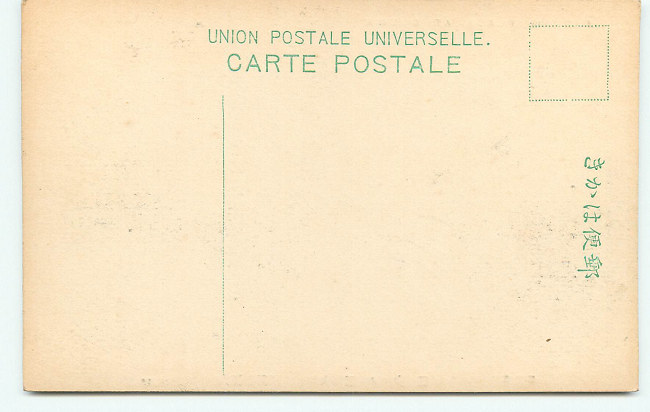 UNION POSTALE UNIVERSELLE.
CARTE POSTALE
郵便はかき